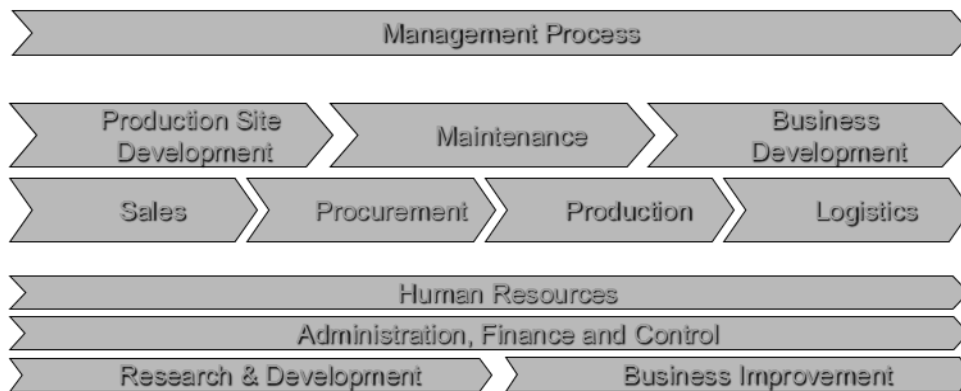 Management Process
Production Site
Development
Maintenance
Business
Development
Sales
Procurement
Production
Logistics
Human Resources
Administration, Finance and Control
Research & Development
Business Improvement